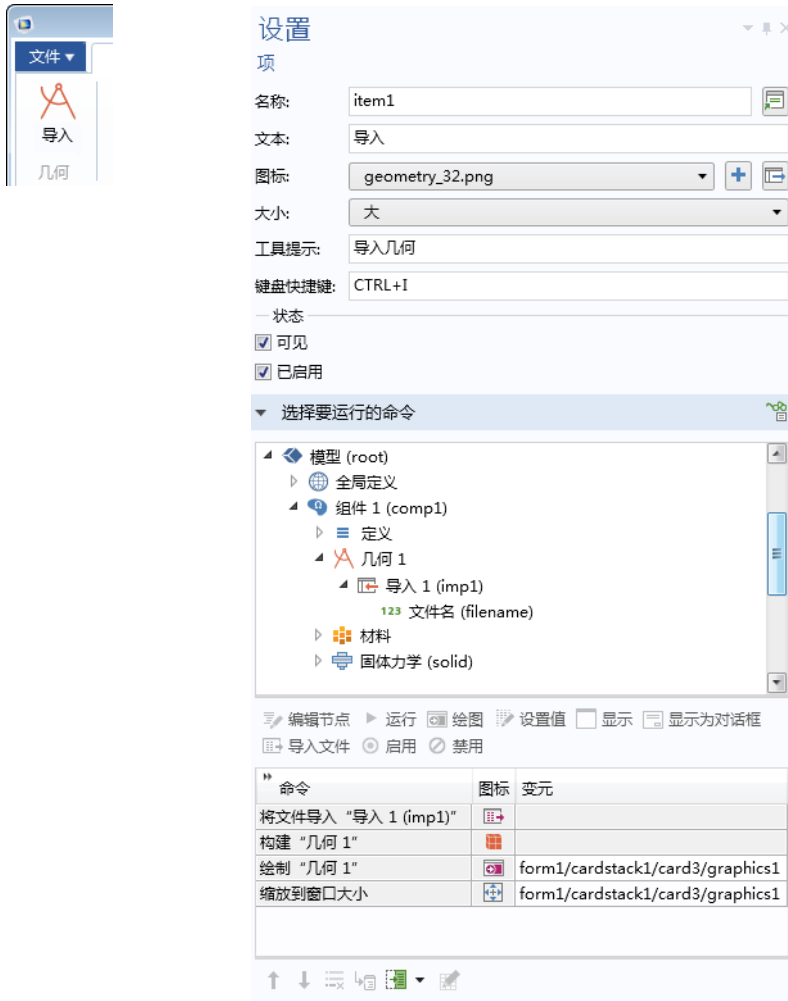 文件
导入
几何
设置
项
名称: item1
文本: 导入
图标: geometry_32.png
大小: 大
工具提示: 导入几何
键盘快捷键: CTRL+I
状态
可见
已启用
选择要运行的命令
模型 (root)
全局定义
组件 1 (comp1)
定义
几何 1
导入 1 (imp1)
123 文件名 (filename)
材料
固体力学 (solid)
编辑节点 运行 绘图 设置值 显示 显示为对话框
导入文件 启用 禁用
命令 图标 变元
将文件导入“导入 1 (imp1)”
构建“几何 1”
绘制“几何 1” form1/cardstack1/card3/graphics1
缩放到窗口大小 form1/cardstack1/card3/graphics1